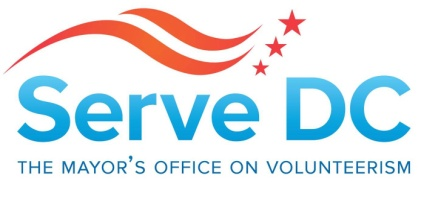 Serve DC
THE MAYOR'S OFFICE ON VOLUNTEERISM